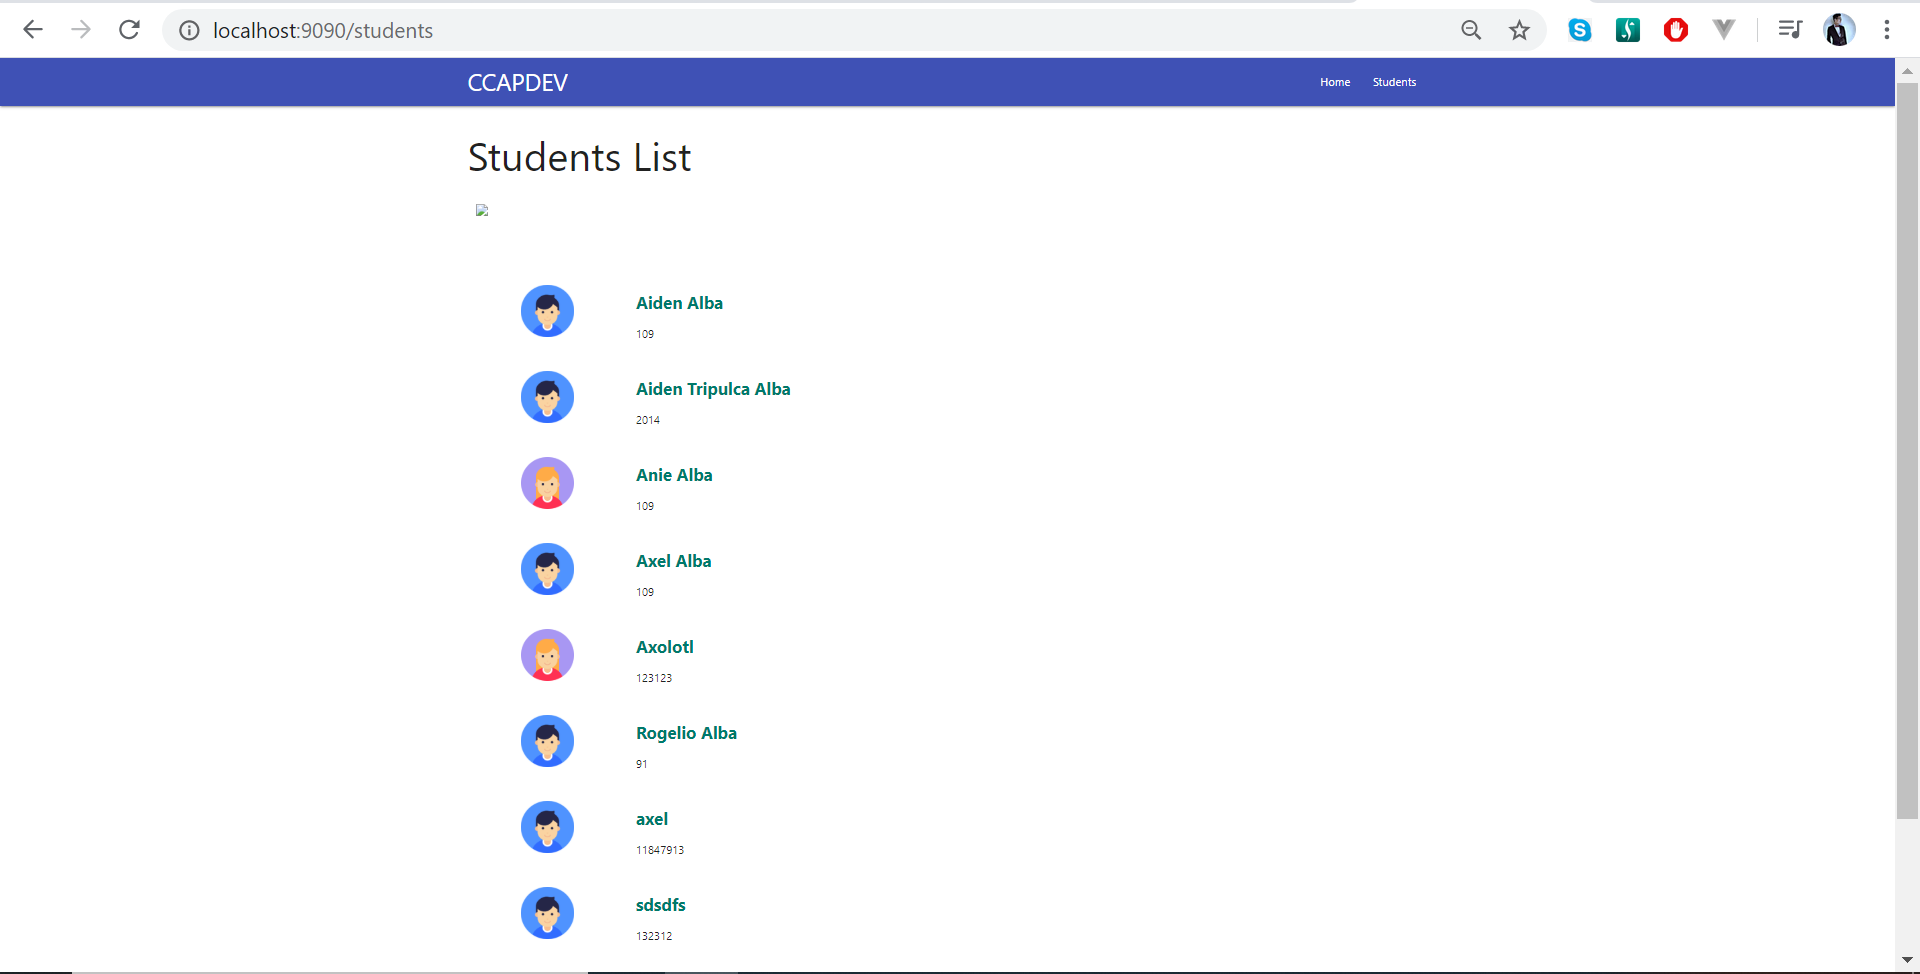 localhost:9090/students
CCAPDEV
Home Students
Students List
Aiden Alba
109
Aiden Tripulca Alba
2014
Anie Alba
109
Axel Alba
109
Axolotl
123123
Rogelio Alba
91
axel
11847913
sdsdfs
132312